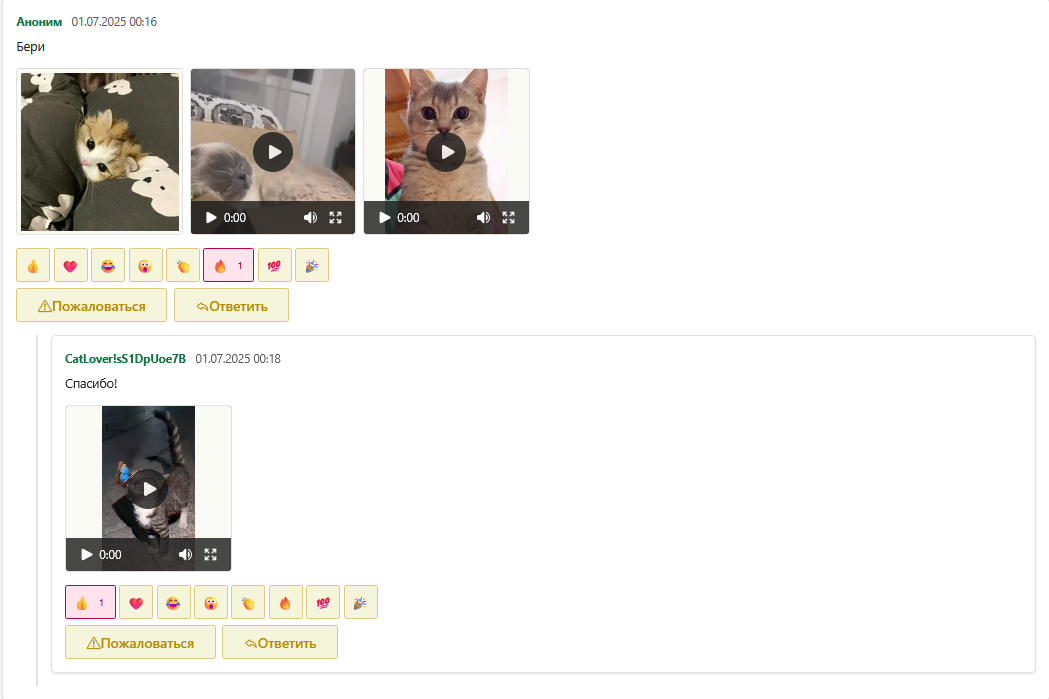 Аноним 01.07.2025 00:16
Бери
0:00
0:00
👍 ❤️ 😂 😲 👏 🔥 1 💯 🎉
⚠Пожаловаться
Ответить
CatLover!sS1DpUoe7B 01.07.2025 00:18
Спасибо!
0:00
👍 1 ❤️ 😂 😲 👏 🔥 💯 🎉
⚠Пожаловаться
Ответить